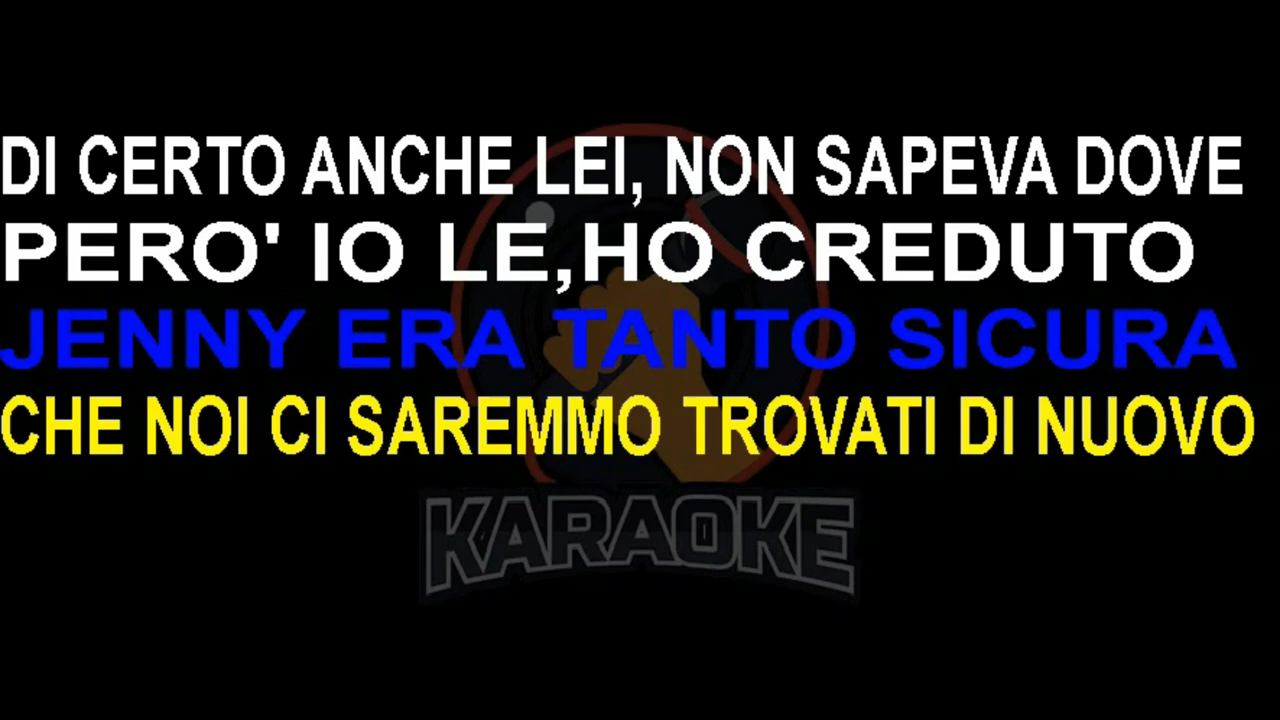 DI CERTO ANCHE LEI, NON SAPEVA DOVE
PERO' IO LE,HO CREDUTO
JENNY ERA TANTO SICURA
CHE NOI CI SAREMMO TROVATI DI NUOVO
KARAOKE